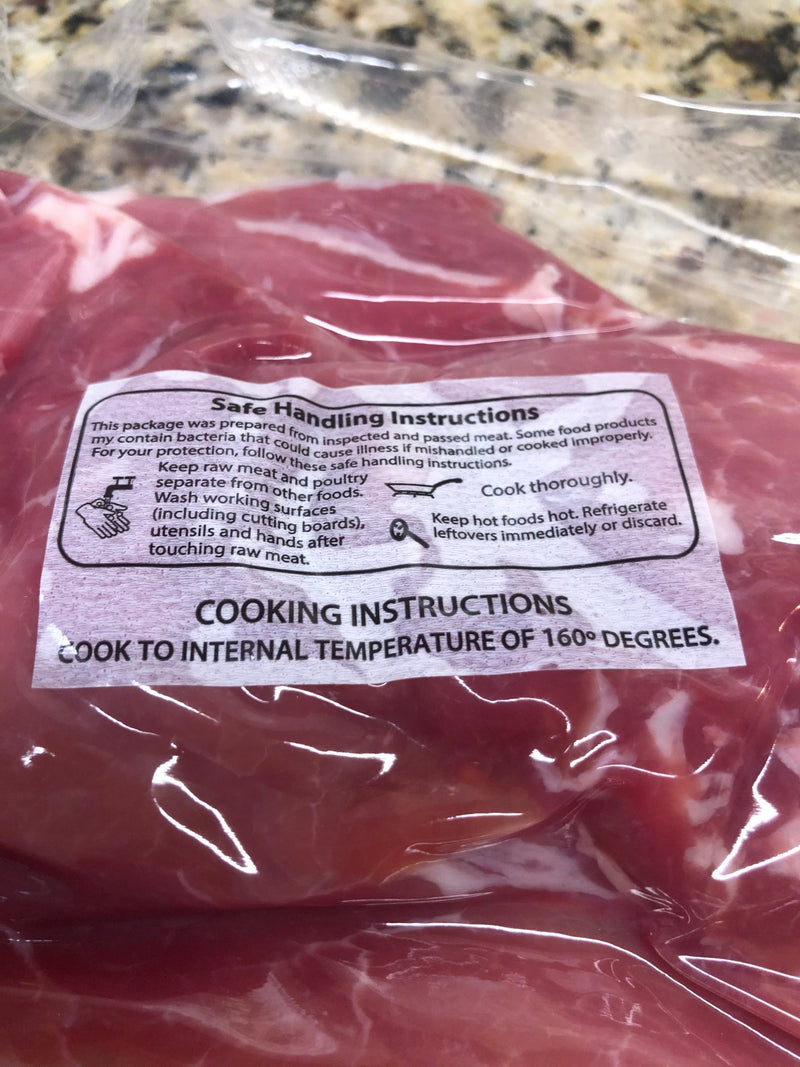 Safe Handling Instructions
This package was prepared from inspected and passed meat. Some food products
my contain bacteria that could cause illness if mishandled or cooked improperly.
For your protection, follow these safe handling instructions.
Keep raw meat and poultry
separate from other foods.
Wash working surfaces
(including cutting boards),
utensils and hands after
touching raw meat.
Cook thoroughly.
Keep hot foods hot. Refrigerate
leftovers immediately or discard.
COOKING INSTRUCTIONS
COOK TO INTERNAL TEMPERATURE OF 160º DEGREES.